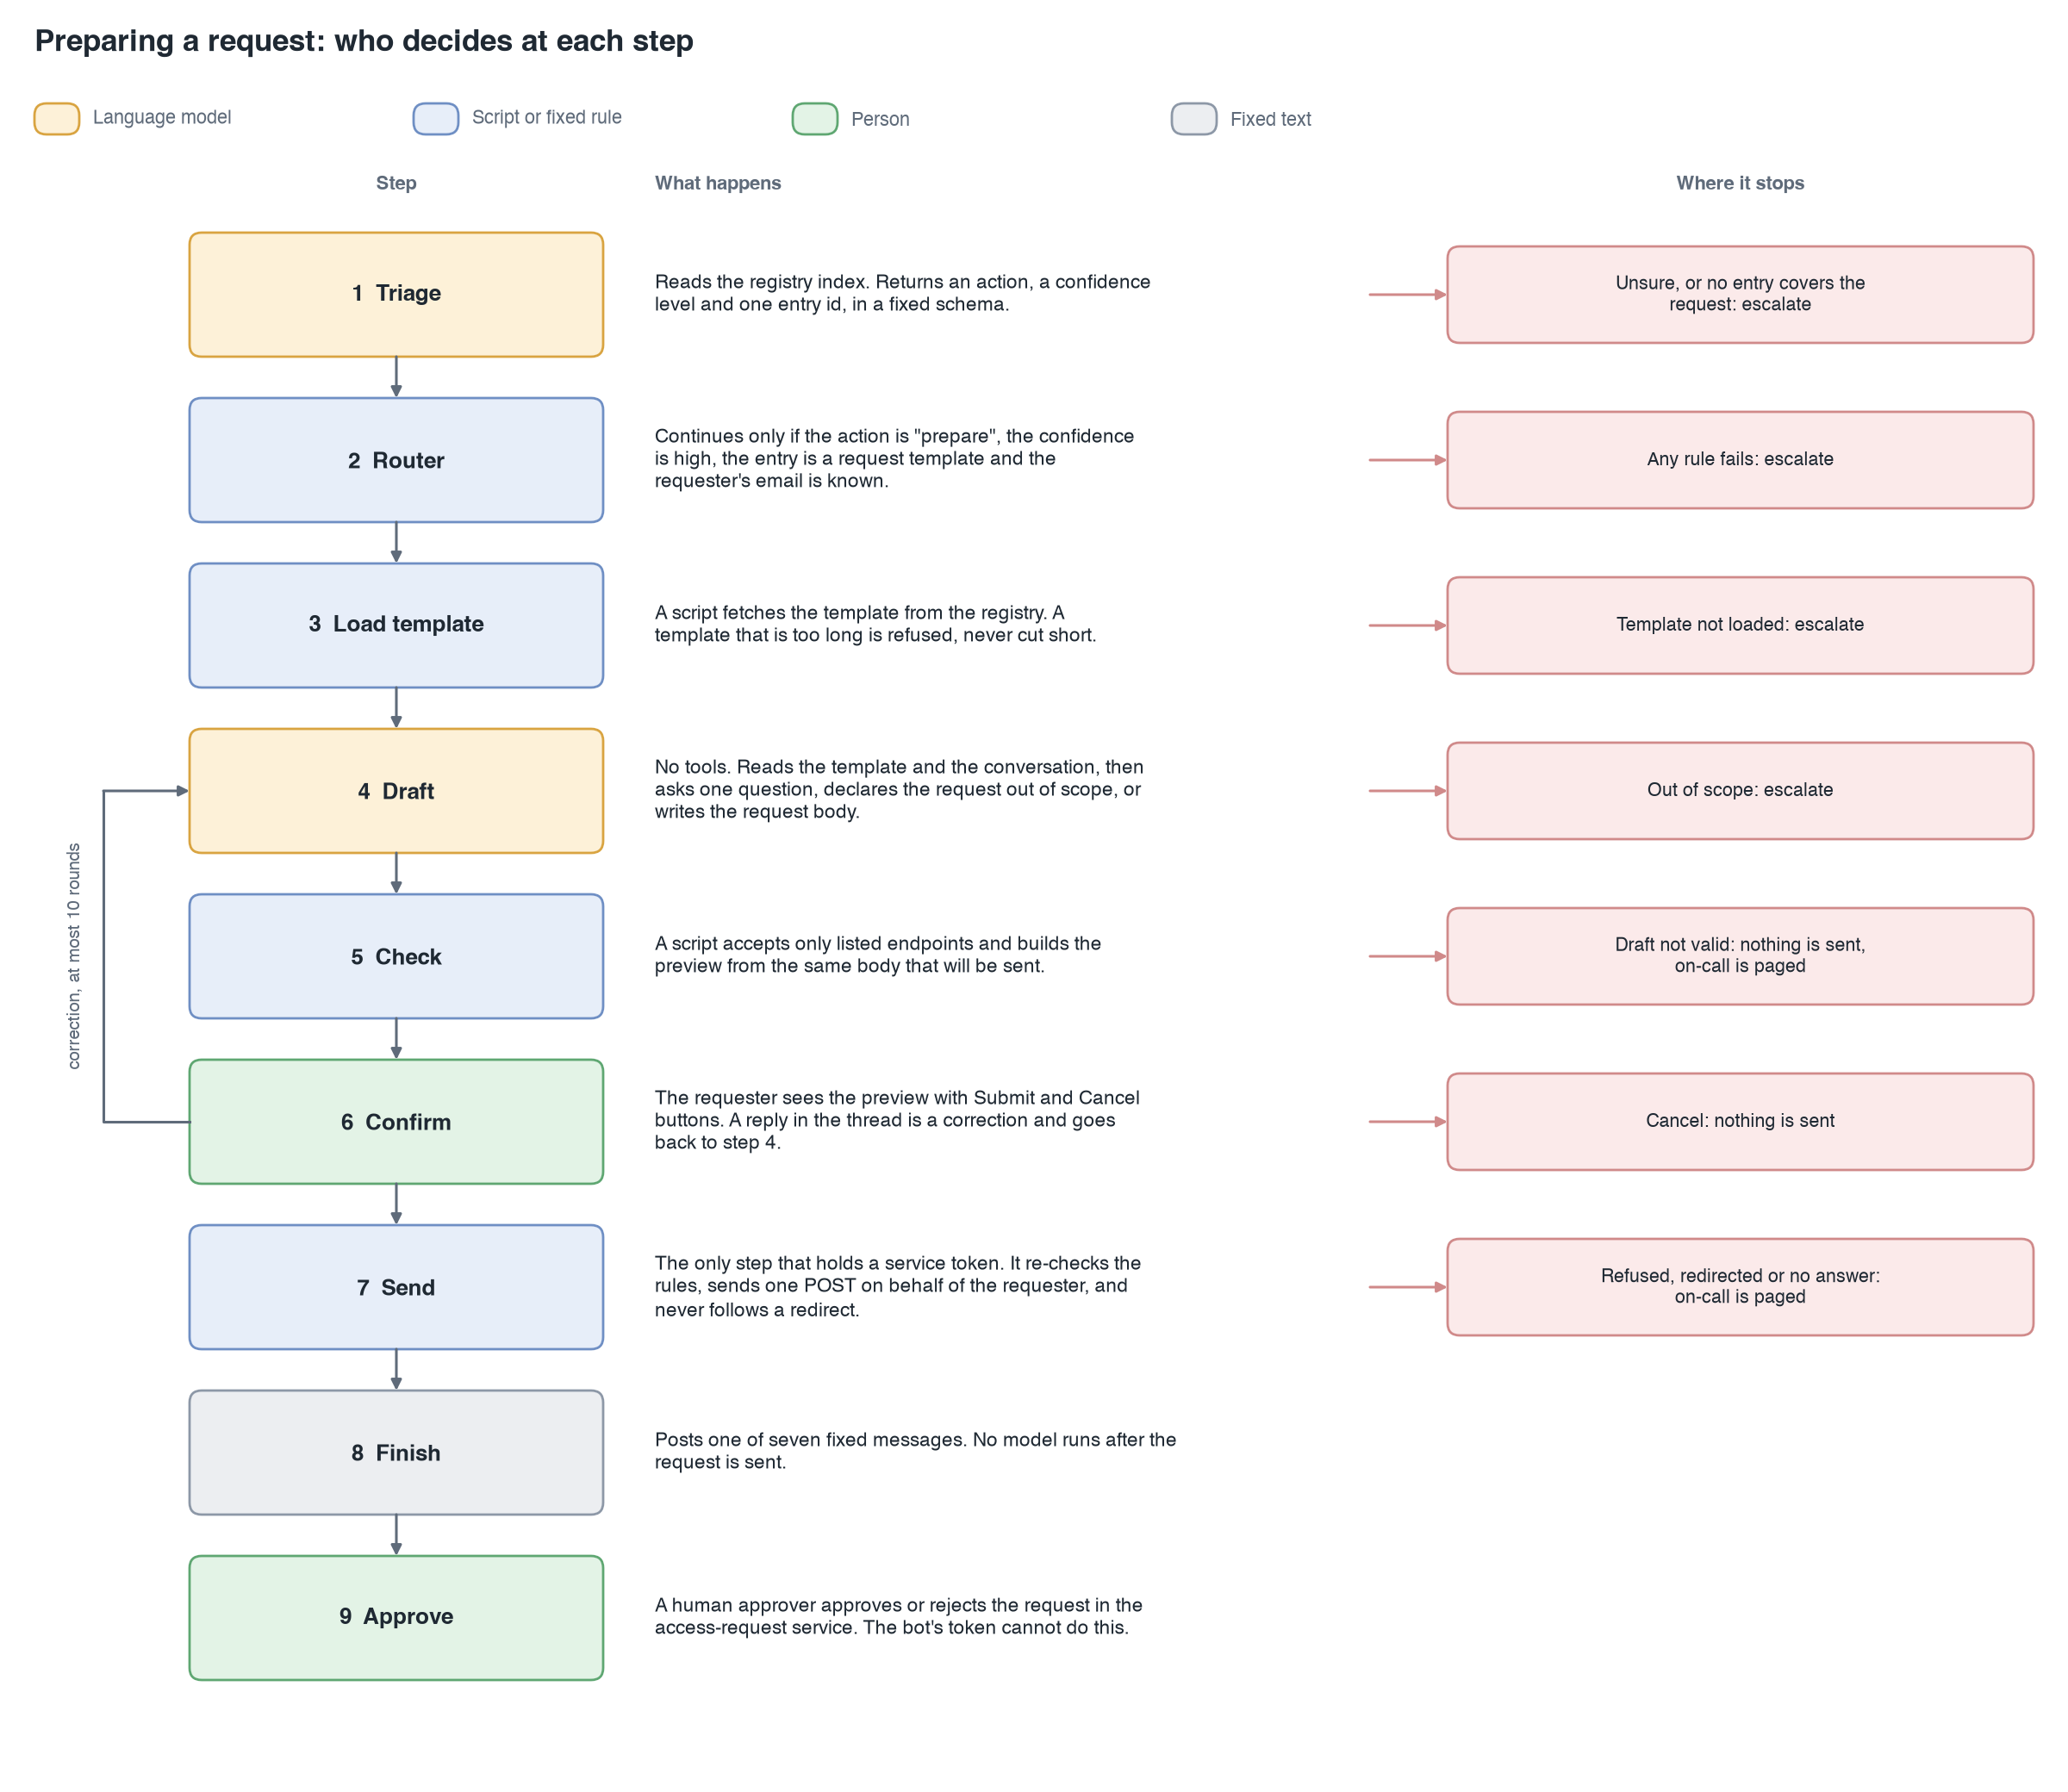 Preparing a request: who decides at each step
Language model
Script or fixed rule
Person
Fixed text
Step
What happens
Where it stops
1 Triage
Reads the registry index. Returns an action, a confidence
level and one entry id, in a fixed schema.
Unsure, or no entry covers the
request: escalate
2 Router
Continues only if the action is "prepare", the confidence
is high, the entry is a request template and the
requester's email is known.
Any rule fails: escalate
3 Load template
A script fetches the template from the registry. A
template that is too long is refused, never cut short.
Template not loaded: escalate
4 Draft
No tools. Reads the template and the conversation, then
asks one question, declares the request out of scope, or
writes the request body.
Out of scope: escalate
correction, at most 10 rounds
5 Check
A script accepts only listed endpoints and builds the
preview from the same body that will be sent.
Draft not valid: nothing is sent,
on-call is paged
6 Confirm
The requester sees the preview with Submit and Cancel
buttons. A reply in the thread is a correction and goes
back to step 4.
Cancel: nothing is sent
7 Send
The only step that holds a service token. It re-checks the
rules, sends one POST on behalf of the requester, and
never follows a redirect.
Refused, redirected or no answer:
on-call is paged
8 Finish
Posts one of seven fixed messages. No model runs after the
request is sent.
9 Approve
A human approver approves or rejects the request in the
access-request service. The bot's token cannot do this.